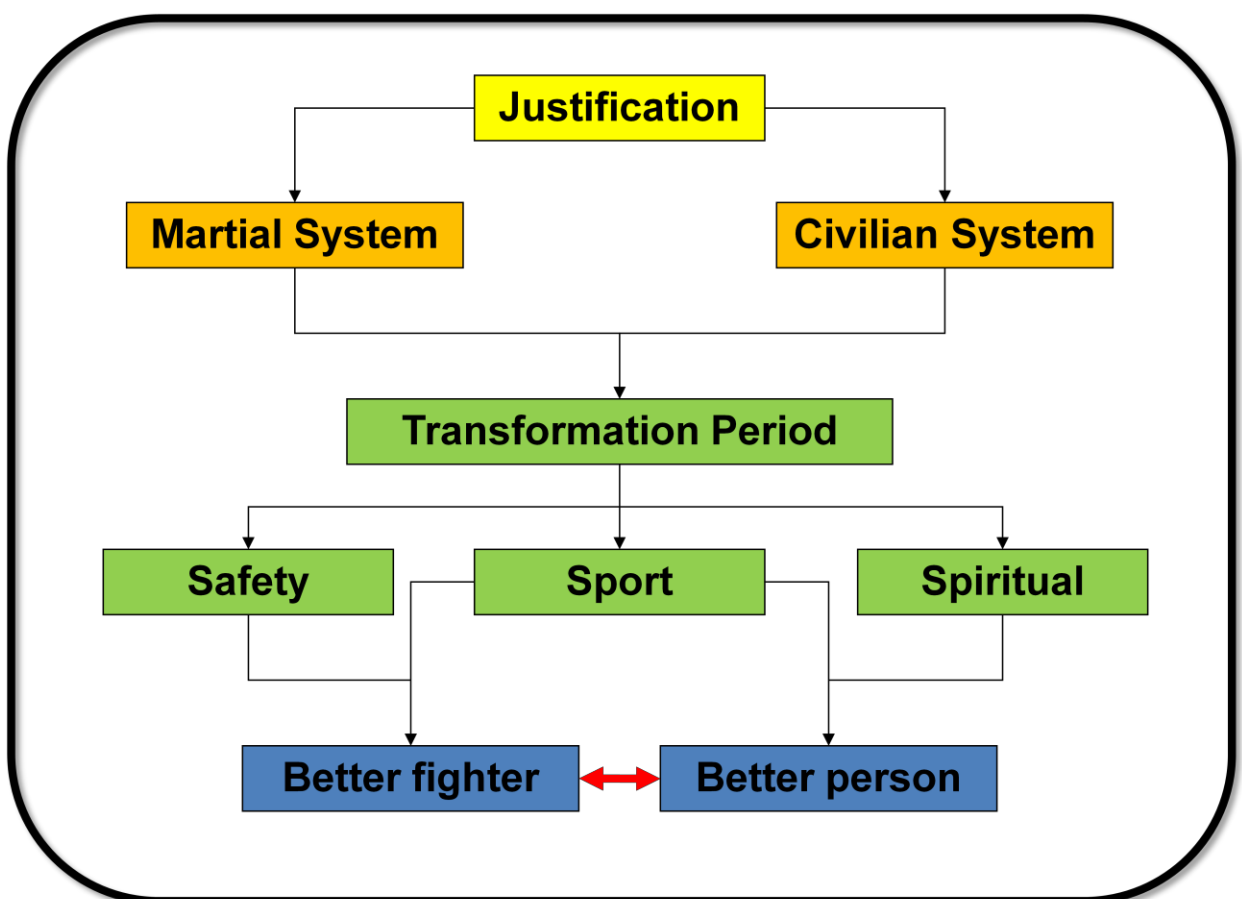 Justification
Martial System
Civilian System
Transformation Period
Safety
Sport
Spiritual
Better fighter
Better person